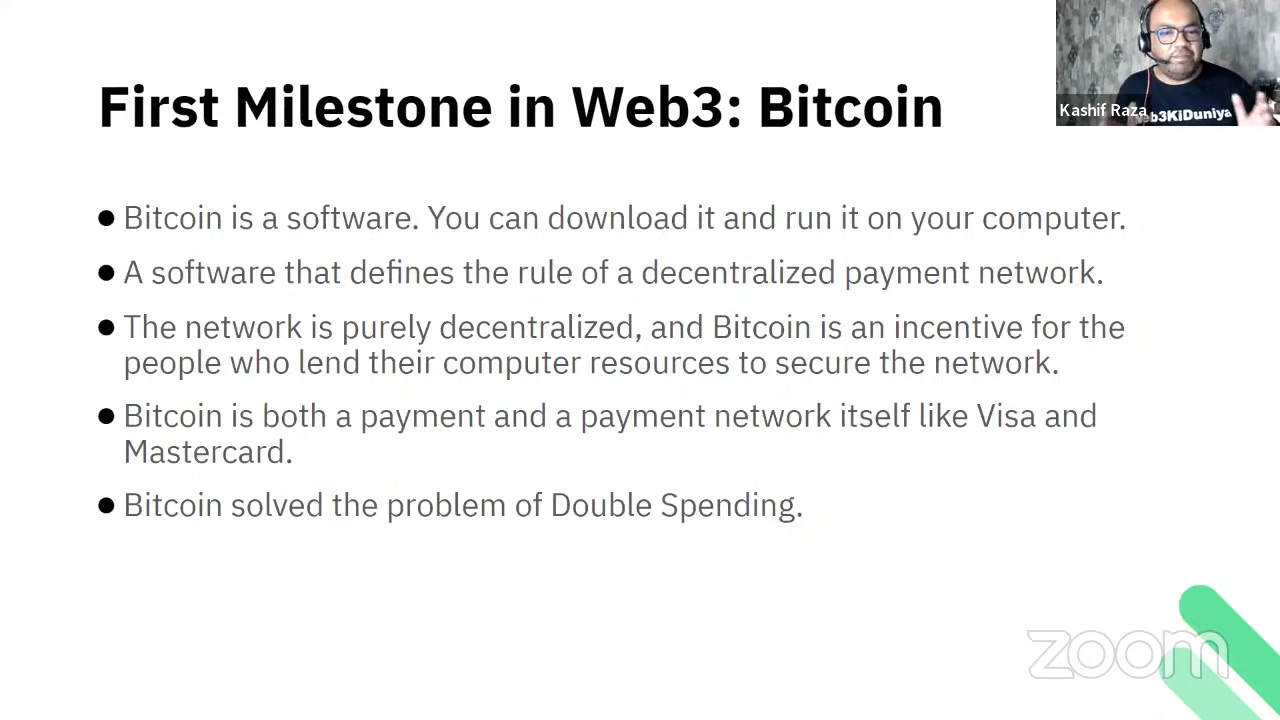 First Milestone in Web3: Bitcoin
● Bitcoin is a software. You can download it and run it on your computer.
● A software that defines the rule of a decentralized payment network.
● The network is purely decentralized, and Bitcoin is an incentive for the
people who lend their computer resources to secure the network.
● Bitcoin is both a payment and a payment network itself like Visa and
Mastercard.
● Bitcoin solved the problem of Double Spending.
Kashif Raza
eb3KiDuniya
zoom